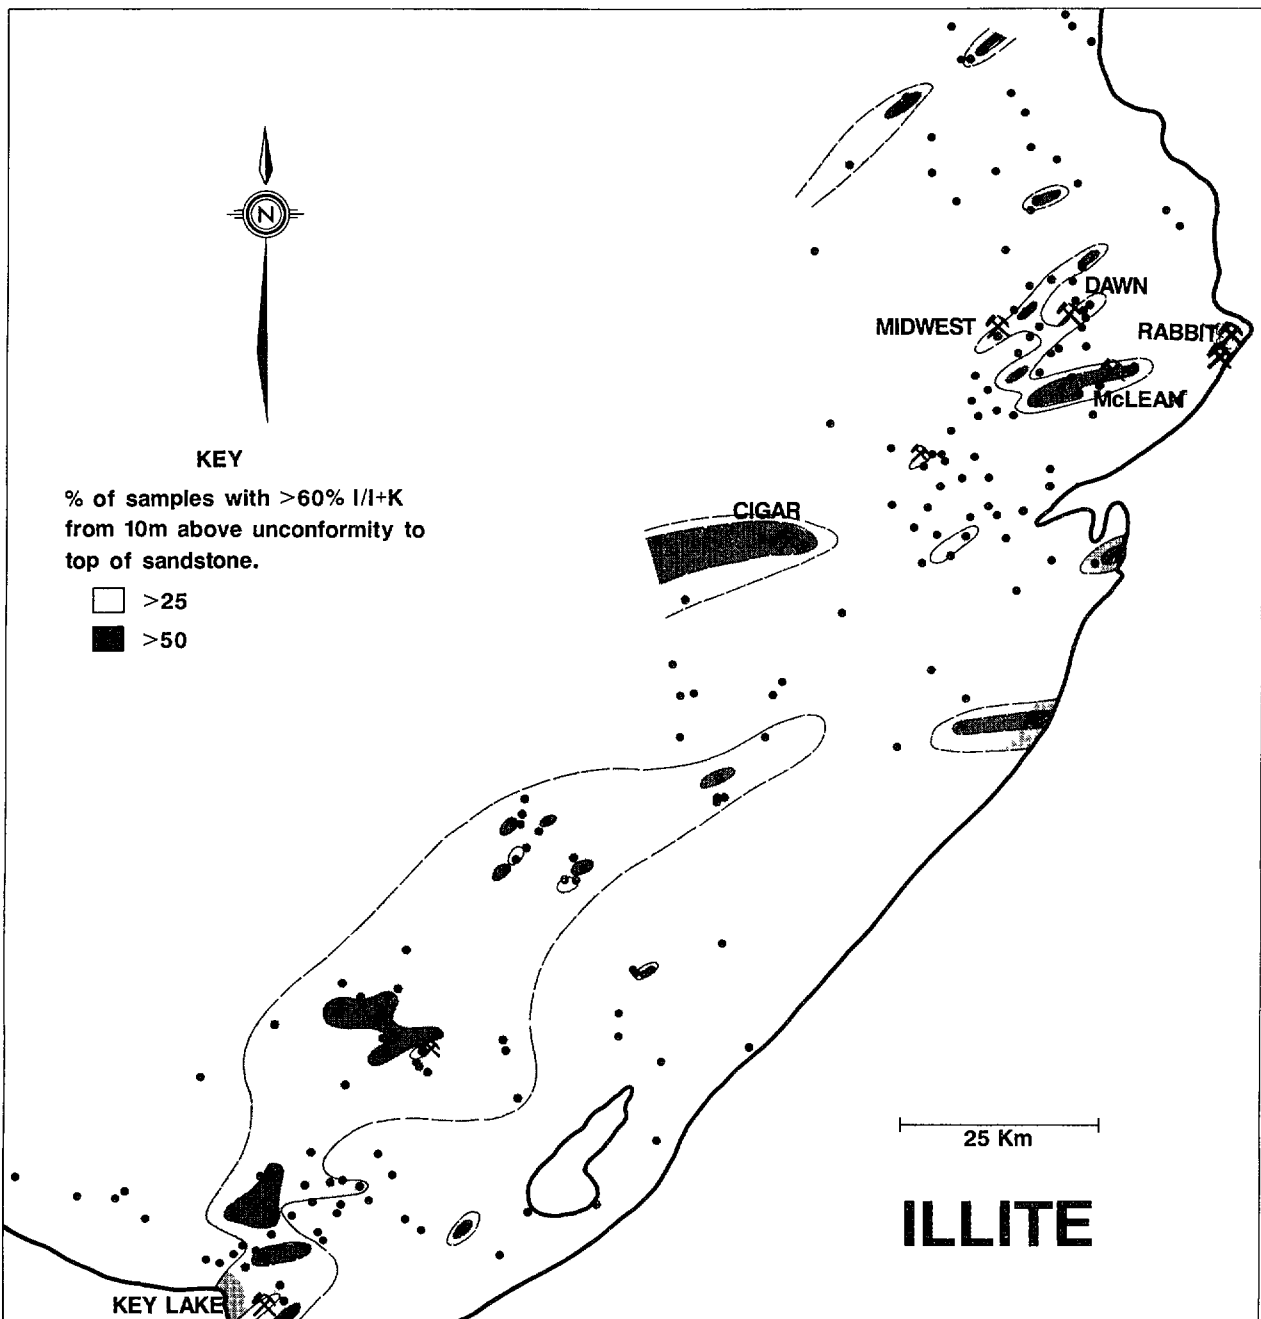 N
DAWN
MIDWEST
RABBIT
McLEAN
KEY
% of samples with >60% I/I+K
from 10m above unconformity to
top of sandstone.
>25
>50
CIGAR
25 Km
ILLITE
KEY LAKE